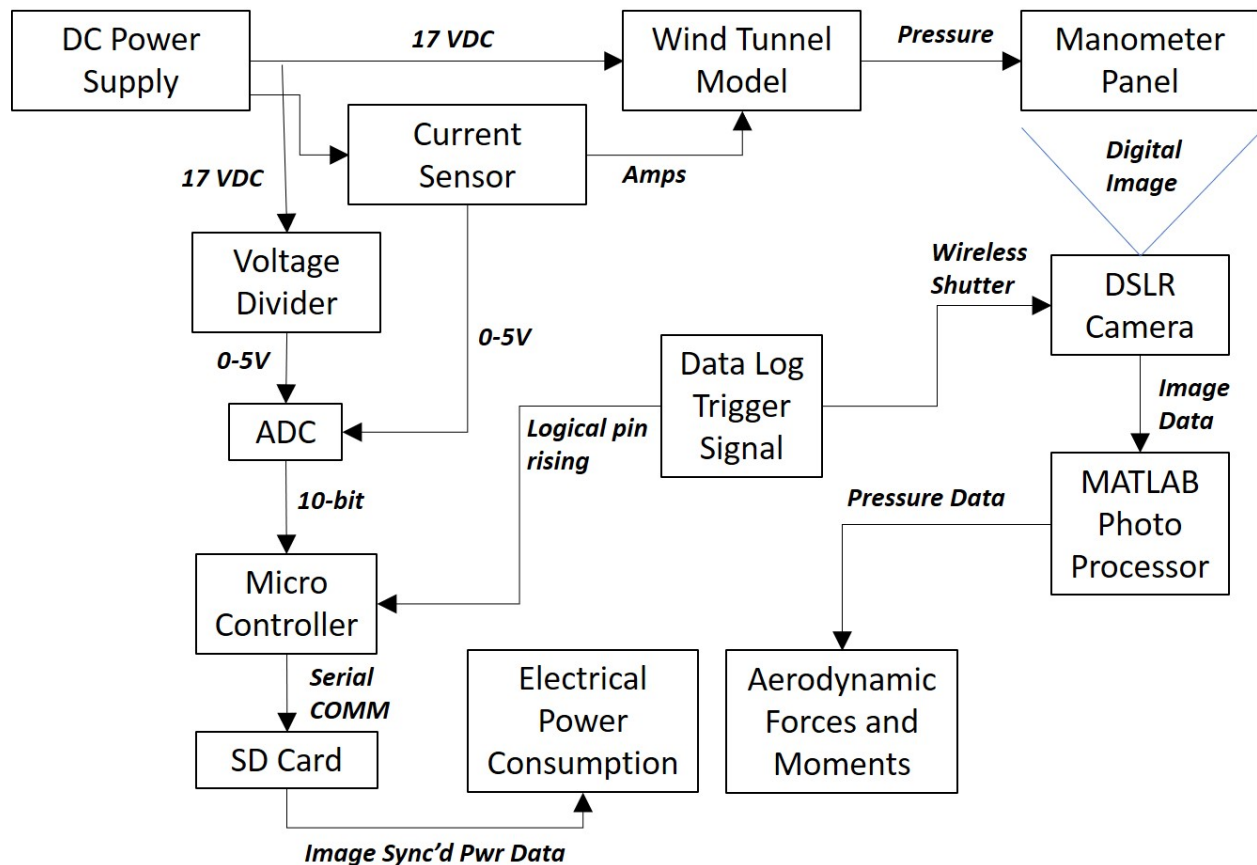 DC Power
Supply
17 VDC
Wind Tunnel
Model
Pressure
Manometer
Panel
Current
Sensor
Amps
17 VDC
Digital
Image
Voltage
Divider
Wireless
Shutter
DSLR
Camera
0-5V
0-5V
Data Log
Trigger
Signal
Image
Data
ADC
Logical pin
rising
10-bit
Pressure Data
MATLAB
Photo
Processor
Micro
Controller
Serial
COMM
Electrical
Power
Consumption
Aerodynamic
Forces and
Moments
SD Card
Image Sync’d Pwr Data